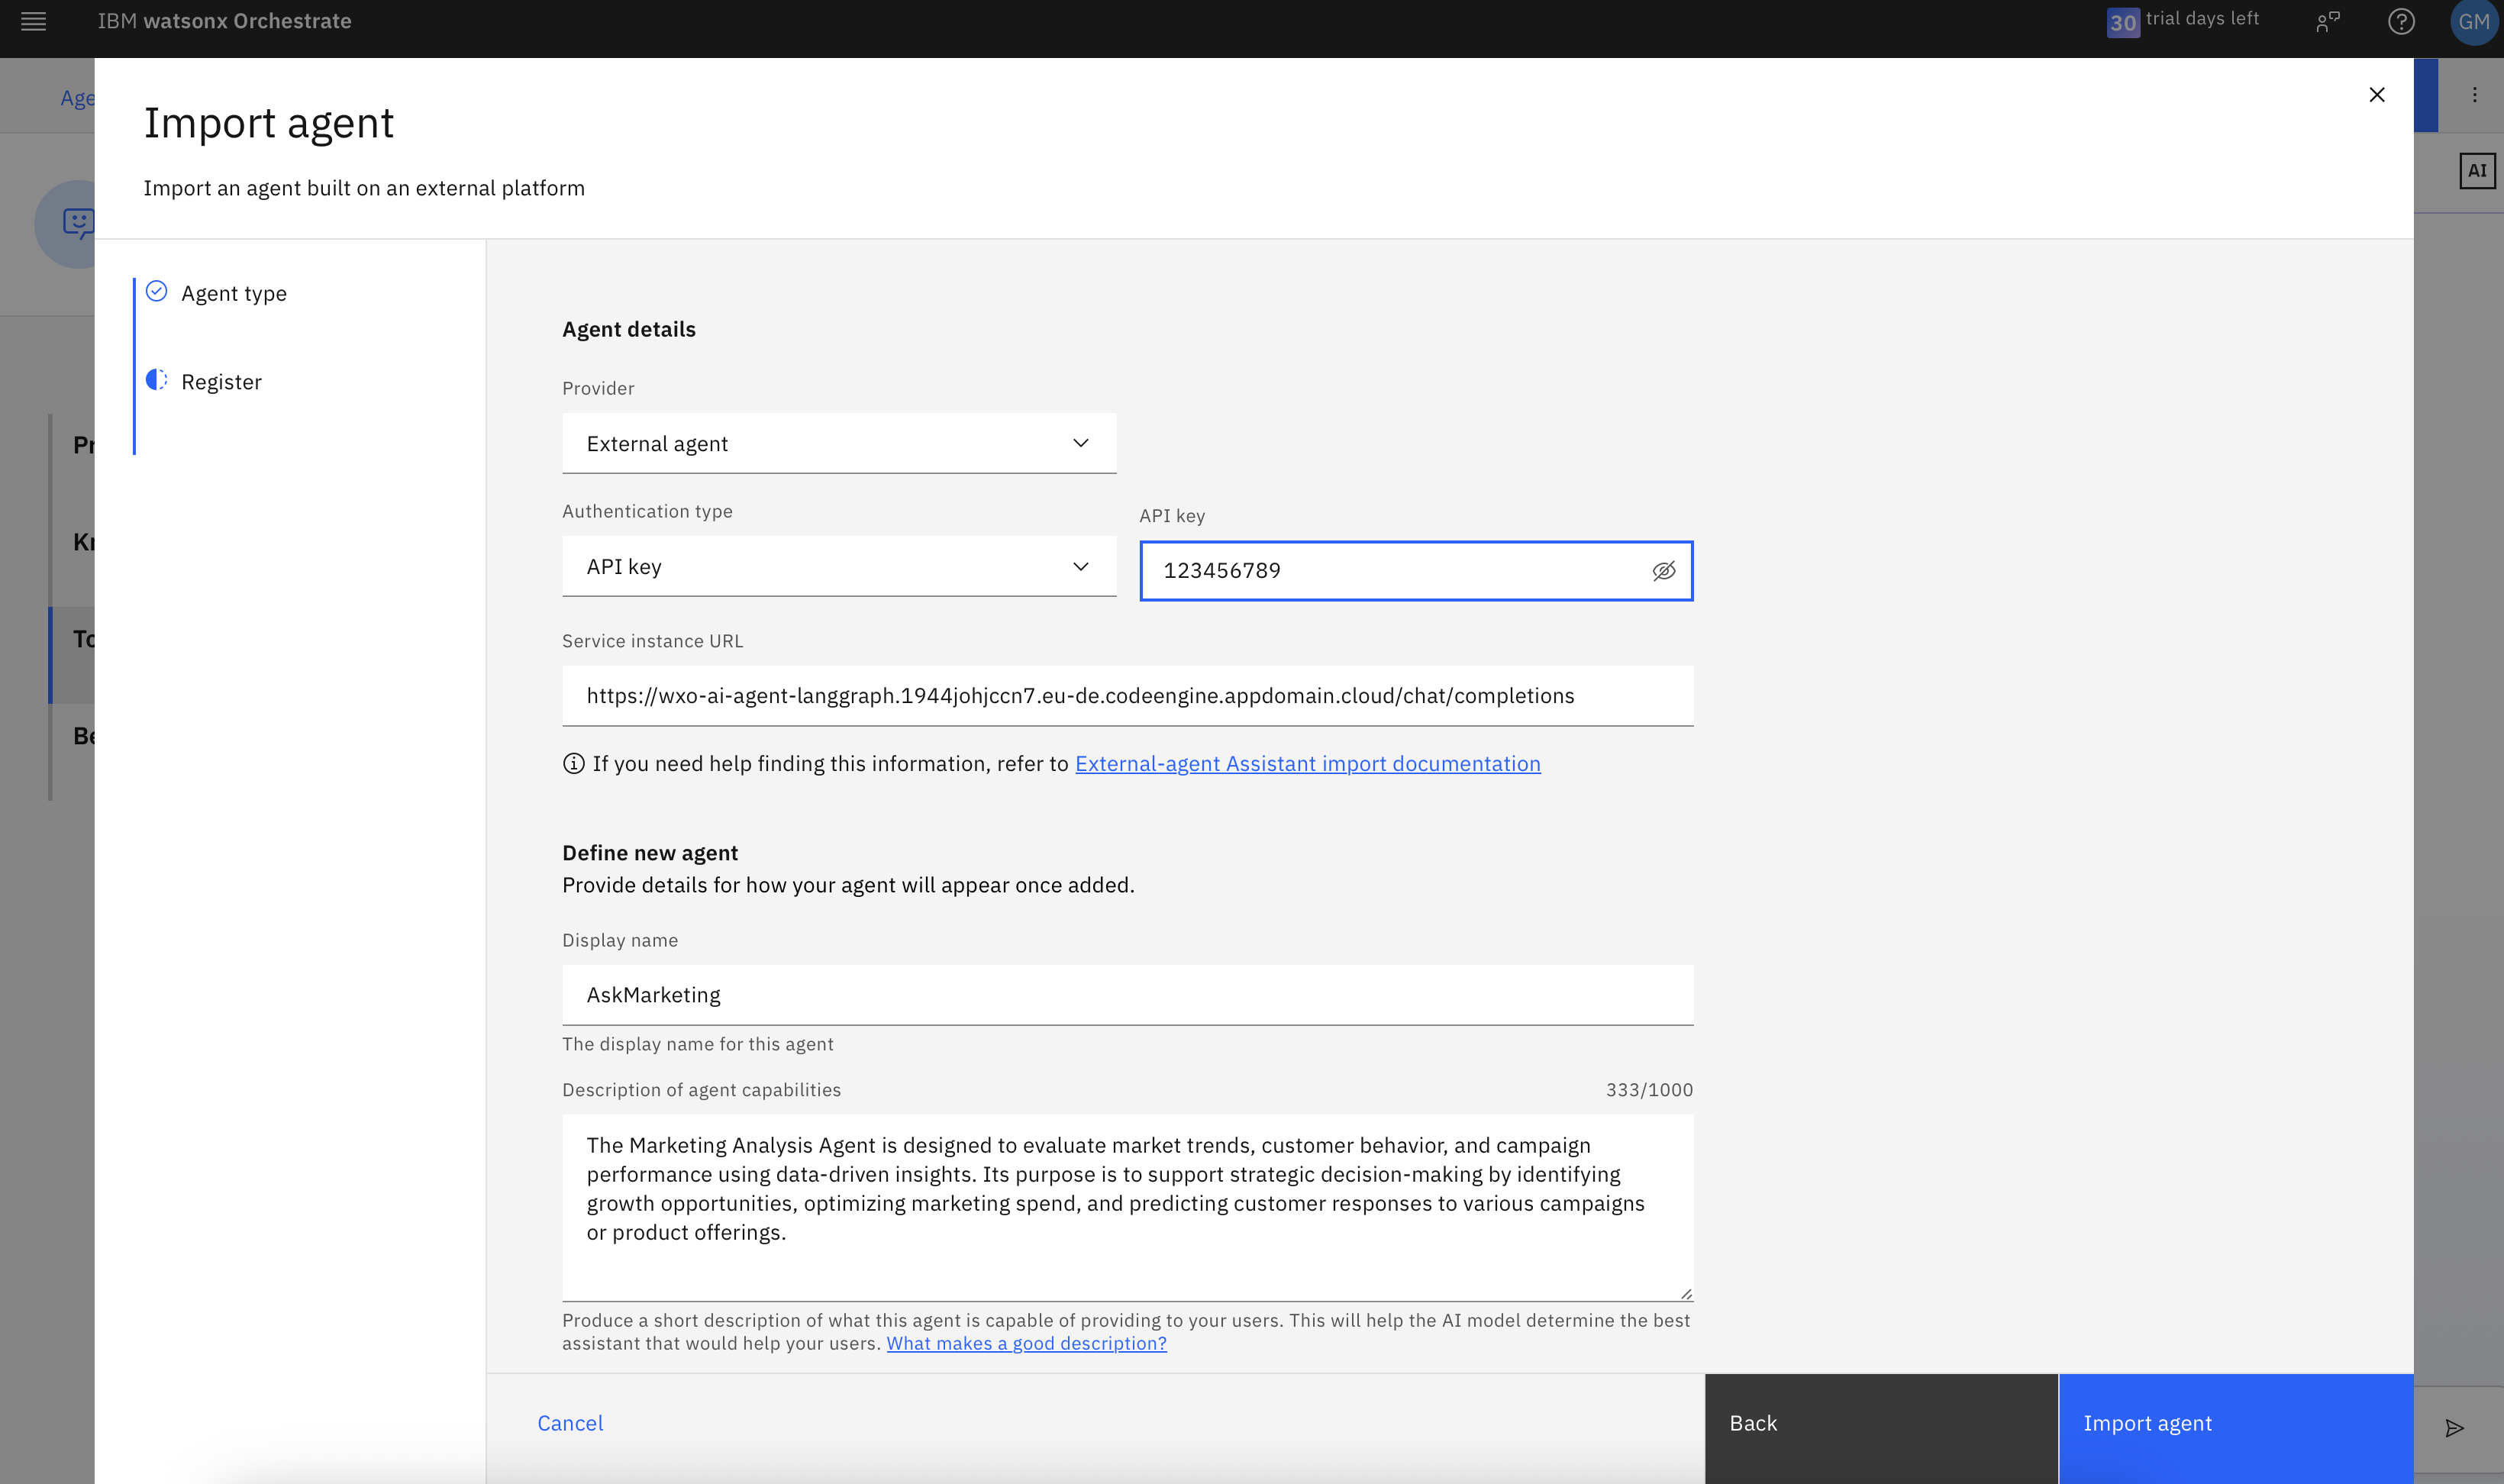 IBM watsonx Orchestrate
30 trial days left
GM
Import agent
Import an agent built on an external platform
AI
Agent type
Register
Agent details
Provider
External agent
Authentication type
API key
API key
123456789
Service instance URL
https://wxo-ai-agent-langgraph.1944johjccn7.eu-de.codeengine.appdomain.cloud/chat/completions
If you need help finding this information, refer to External-agent Assistant import documentation
Define new agent
Provide details for how your agent will appear once added.
Display name
AskMarketing
The display name for this agent
Description of agent capabilities 333/1000
The Marketing Analysis Agent is designed to evaluate market trends, customer behavior, and campaign
performance using data-driven insights. Its purpose is to support strategic decision-making by identifying
growth opportunities, optimizing marketing spend, and predicting customer responses to various campaigns
or product offerings.
Produce a short description of what this agent is capable of providing to your users. This will help the AI model determine the best
assistant that would help your users. What makes a good description?
Cancel
Back
Import agent